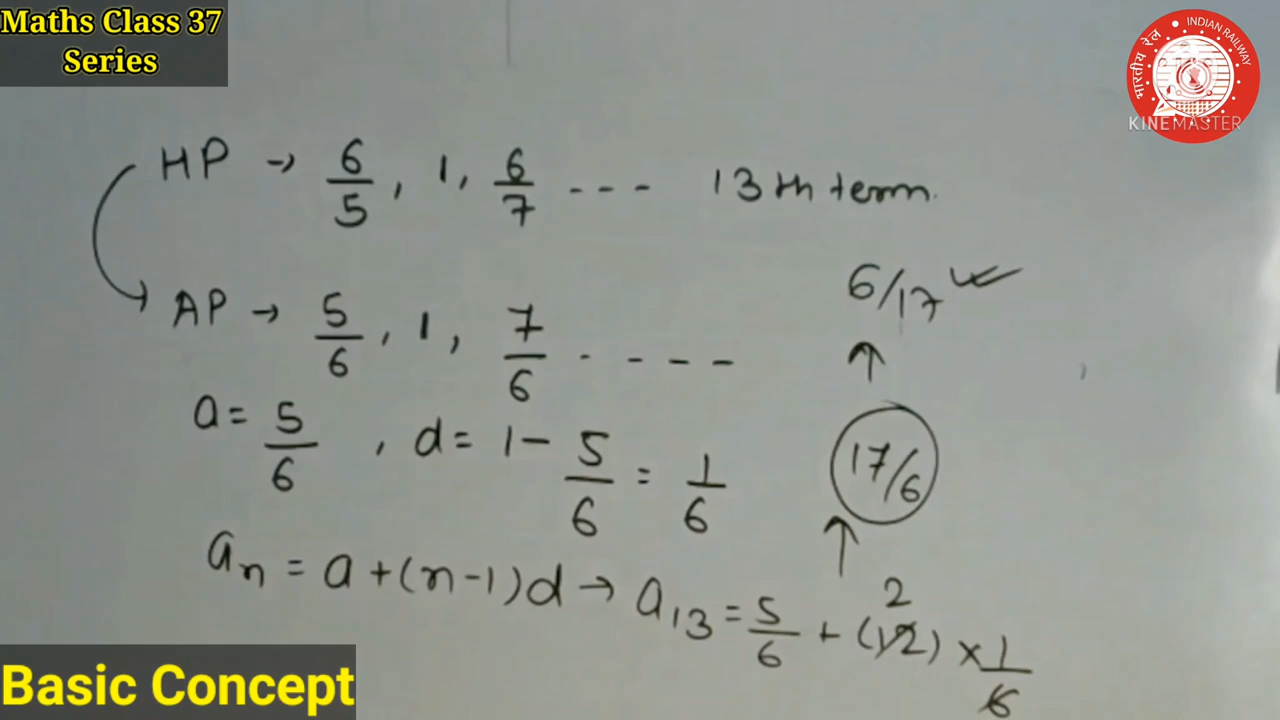 Maths Class 37
Series
भारतीय रेल
INDIAN RAILWAY
KINEMASTER
HP → 6/5, 1, 6/7 --- 13th term.
AP → 5/6, 1, 7/6 ----
6/17
a = 5/6, d = 1 - 5/6 = 1/6
17/6
an = a + (n-1)d → a13 = 5/6 + (12) × 1/6
2
Basic Concept